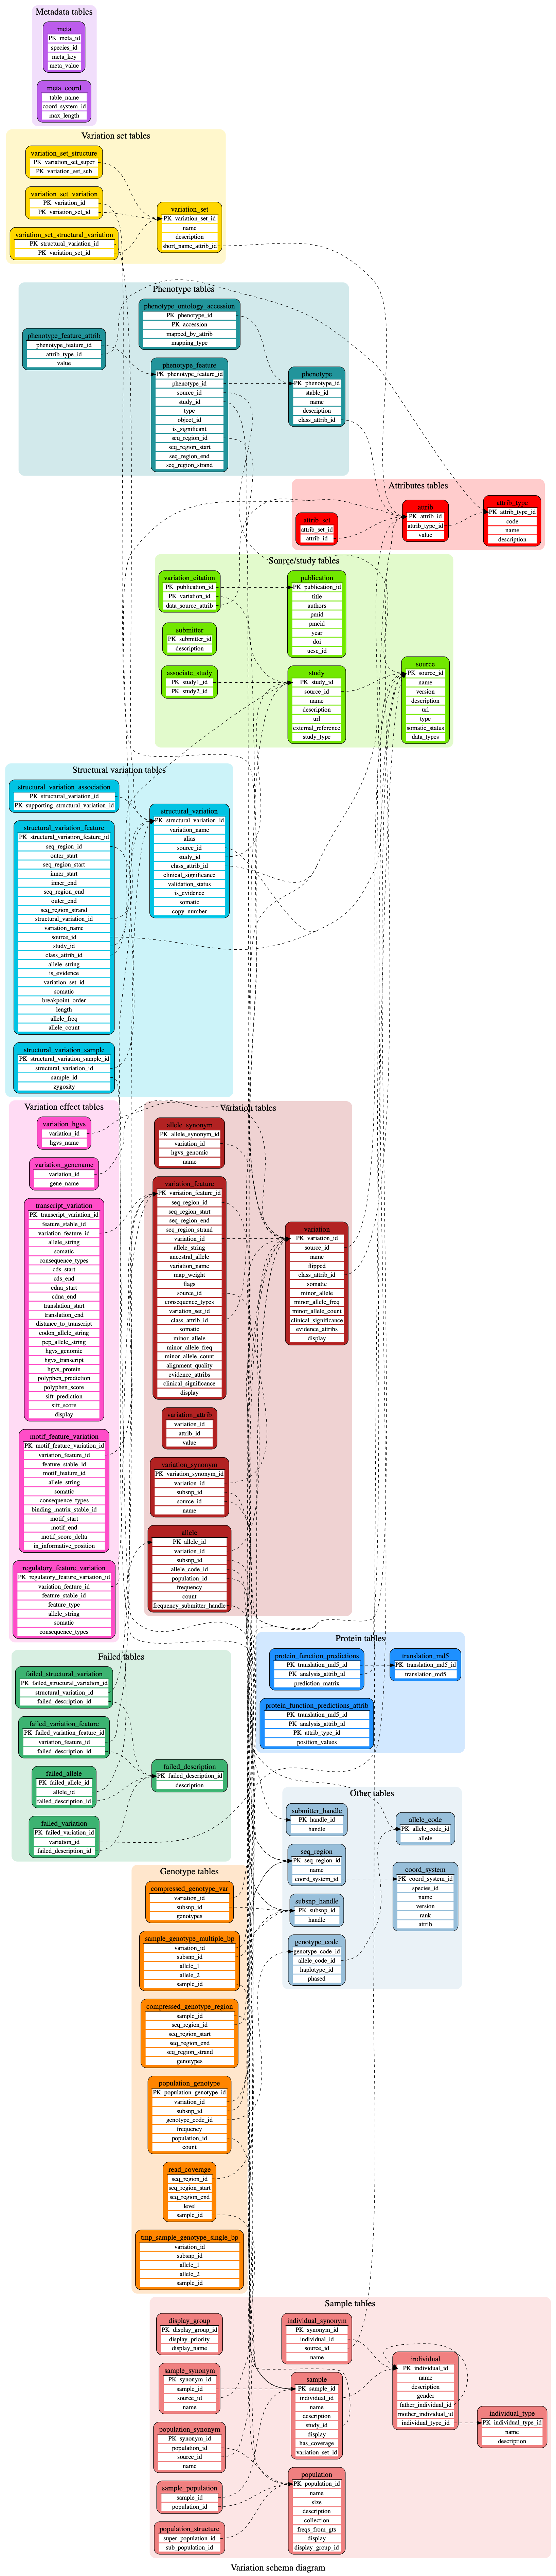 Metadata tables
meta
PK meta_id
species_id
meta_key
meta_value
meta_coord
table_name
coord_system_id
max_length
Variation set tables
variation_set_structure
PK variation_set_super
PK variation_set_sub
variation_set_variation
PK variation_id
PK variation_set_id
variation_set_structural_variation
PK structural_variation_id
PK variation_set_id
variation_set
PK variation_set_id
name
description
short_name_attrib_id
Phenotype tables
phenotype_feature_attrib
phenotype_feature_id
attrib_type_id
value
phenotype_ontology_accession
PK phenotype_id
PK accession
mapped_by_attrib
mapping_type
phenotype_feature
PK phenotype_feature_id
phenotype_id
source_id
study_id
type
object_id
is_significant
seq_region_id
seq_region_start
seq_region_end
seq_region_strand
phenotype
PK phenotype_id
stable_id
name
description
class_attrib_id
Attributes tables
attrib_set
attrib_set_id
attrib_id
attrib
PK attrib_id
attrib_type_id
value
attrib_type
PK attrib_type_id
code
name
description
Source/study tables
variation_citation
PK publication_id
PK variation_id
data_source_attrib
submitter
PK submitter_id
description
associate_study
PK study1_id
PK study2_id
publication
PK publication_id
title
authors
pmid
pmcid
year
doi
ucsc_id
study
PK study_id
source_id
name
description
url
external_reference
study_type
source
PK source_id
name
version
description
url
type
somatic_status
data_types
Structural variation tables
structural_variation_association
PK structural_variation_id
PK supporting_structural_variation_id
structural_variation_feature
PK structural_variation_feature_id
seq_region_id
outer_start
seq_region_start
inner_start
inner_end
seq_region_end
outer_end
seq_region_strand
structural_variation_id
variation_name
source_id
study_id
class_attrib_id
allele_string
is_evidence
variation_set_id
somatic
breakpoint_order
length
allele_freq
allele_count
structural_variation_sample
PK structural_variation_sample_id
structural_variation_id
sample_id
zygosity
structural_variation
PK structural_variation_id
variation_name
alias
source_id
study_id
class_attrib_id
clinical_significance
validation_status
is_evidence
somatic
copy_number
Variation effect tables
variation_hgvs
variation_id
hgvs_name
variation_genename
variation_id
gene_name
transcript_variation
PK transcript_variation_id
feature_stable_id
variation_feature_id
allele_string
somatic
consequence_types
cds_start
cds_end
cdna_start
cdna_end
translation_start
translation_end
distance_to_transcript
codon_allele_string
pep_allele_string
hgvs_genomic
hgvs_transcript
hgvs_protein
polyphen_prediction
polyphen_score
sift_prediction
sift_score
display
motif_feature_variation
PK motif_feature_variation_id
variation_feature_id
feature_stable_id
motif_feature_id
allele_string
somatic
consequence_types
binding_matrix_stable_id
motif_start
motif_end
motif_score_delta
in_informative_position
regulatory_feature_variation
PK regulatory_feature_variation_id
variation_feature_id
feature_stable_id
feature_type
allele_string
somatic
consequence_types
Variation tables
allele_synonym
PK allele_synonym_id
variation_id
hgvs_genomic
name
variation_feature
PK variation_feature_id
seq_region_id
seq_region_start
seq_region_end
seq_region_strand
variation_id
allele_string
ancestral_allele
variation_name
map_weight
flags
source_id
consequence_types
variation_set_id
class_attrib_id
somatic
minor_allele
minor_allele_freq
minor_allele_count
alignment_quality
evidence_attribs
clinical_significance
display
variation_attrib
variation_id
attrib_id
value
variation_synonym
PK variation_synonym_id
variation_id
subsnp_id
source_id
name
allele
PK allele_id
variation_id
subsnp_id
allele_code_id
population_id
frequency
count
frequency_submitter_handle
variation
PK variation_id
source_id
name
flipped
class_attrib_id
somatic
minor_allele
minor_allele_freq
minor_allele_count
clinical_significance
evidence_attribs
display
Protein tables
protein_function_predictions
PK translation_md5_id
PK analysis_attrib_id
prediction_matrix
translation_md5
PK translation_md5_id
translation_md5
protein_function_predictions_attrib
PK translation_md5_id
PK analysis_attrib_id
PK attrib_type_id
position_values
Failed tables
failed_structural_variation
PK failed_structural_variation_id
structural_variation_id
failed_description_id
failed_variation_feature
PK failed_variation_feature_id
variation_feature_id
failed_description_id
failed_allele
PK failed_allele_id
allele_id
failed_description_id
failed_variation
PK failed_variation_id
variation_id
failed_description_id
failed_description
PK failed_description_id
description
Other tables
submitter_handle
PK handle_id
handle
seq_region
PK seq_region_id
name
coord_system_id
subsnp_handle
PK subsnp_id
handle
genotype_code
genotype_code_id
allele_code_id
haplotype_id
phased
allele_code
PK allele_code_id
allele
coord_system
PK coord_system_id
species_id
name
version
rank
attrib
Genotype tables
compressed_genotype_var
variation_id
subsnp_id
genotypes
sample_genotype_multiple_bp
variation_id
subsnp_id
allele_1
allele_2
sample_id
compressed_genotype_region
sample_id
seq_region_id
seq_region_start
seq_region_end
seq_region_strand
genotypes
population_genotype
PK population_genotype_id
variation_id
subsnp_id
genotype_code_id
frequency
population_id
count
read_coverage
seq_region_id
seq_region_start
seq_region_end
level
sample_id
tmp_sample_genotype_single_bp
variation_id
subsnp_id
allele_1
allele_2
sample_id
Sample tables
display_group
PK display_group_id
display_priority
display_name
sample_synonym
PK synonym_id
sample_id
source_id
name
population_synonym
PK synonym_id
population_id
source_id
name
sample_population
sample_id
population_id
population_structure
super_population_id
sub_population_id
individual_synonym
PK synonym_id
individual_id
source_id
name
sample
PK sample_id
individual_id
name
description
study_id
display
has_coverage
variation_set_id
population
PK population_id
name
size
description
collection
freqs_from_gts
display
display_group_id
individual
PK individual_id
name
description
gender
father_individual_id
mother_individual_id
individual_type_id
individual_type
PK individual_type_id
name
description
Variation schema diagram